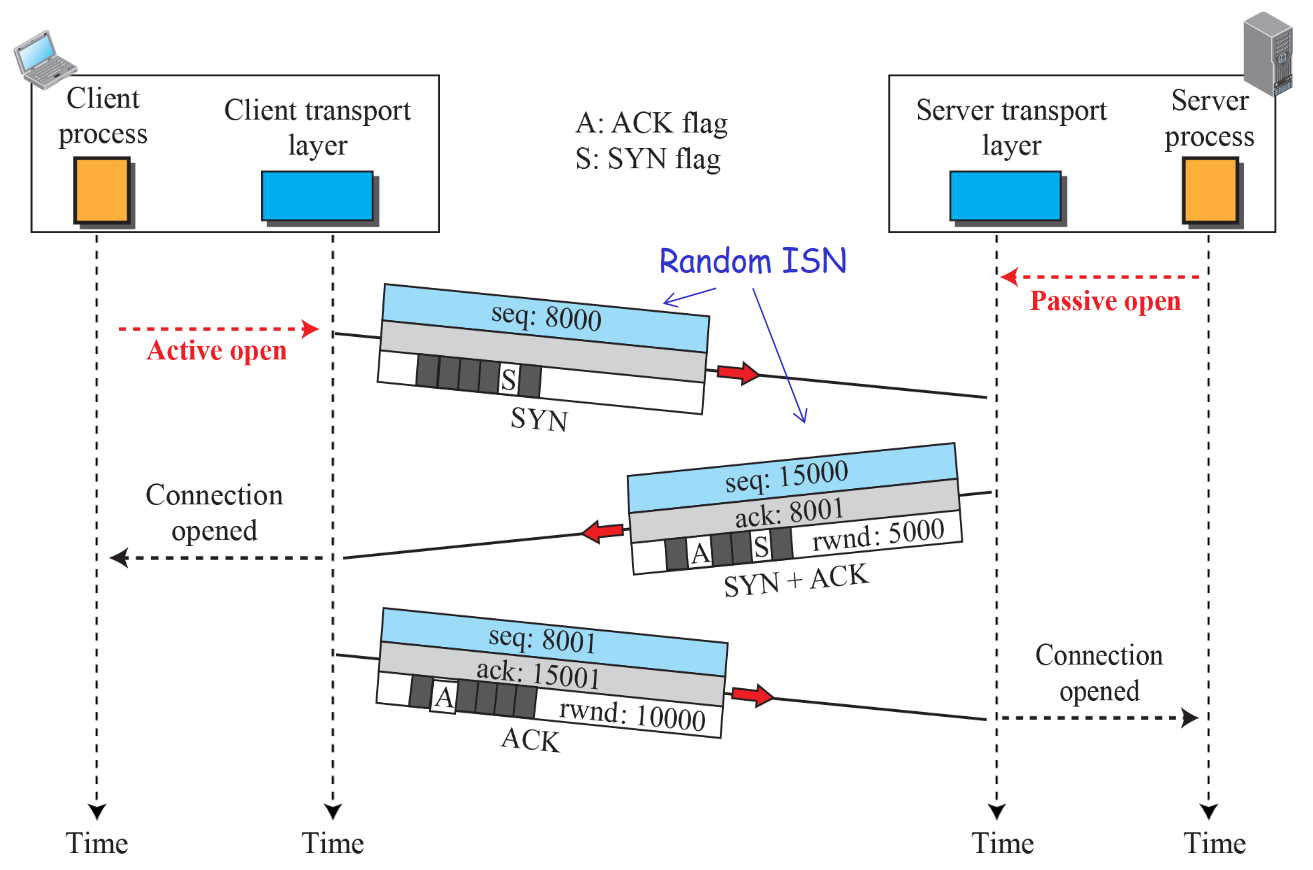 Client
process
Client transport
layer
A: ACK flag
S: SYN flag
Server transport
layer
Server
process
Random ISN
Passive open
Active open
seq: 8000
S
SYN
seq: 15000
ack: 8001
A
S
rwnd: 5000
SYN + ACK
Connection
opened
seq: 8001
ack: 15001
A
rwnd: 10000
ACK
Connection
opened
Time
Time
Time
Time